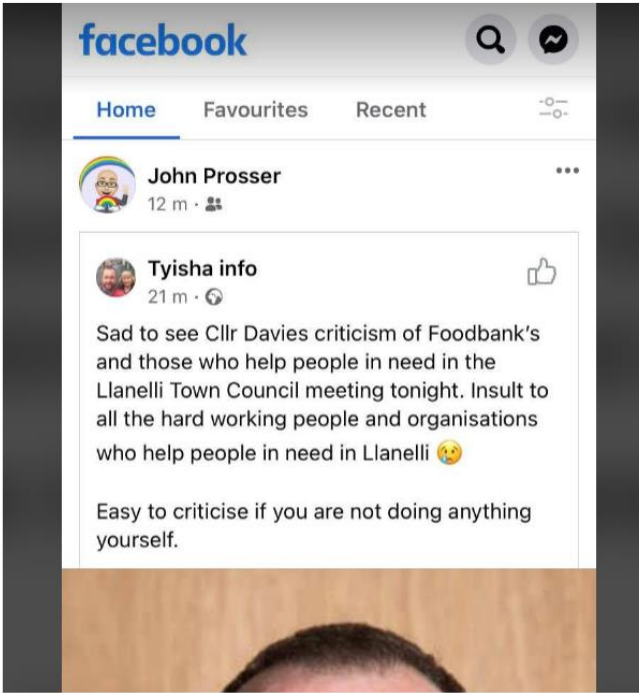 facebook
Home Favourites Recent
John Prosser
12 m ·
Tyisha info
21 m ·
Sad to see Cllr Davies criticism of Foodbank's
and those who help people in need in the
Llanelli Town Council meeting tonight. Insult to
all the hard working people and organisations
who help people in need in Llanelli 😢
Easy to criticise if you are not doing anything
yourself.